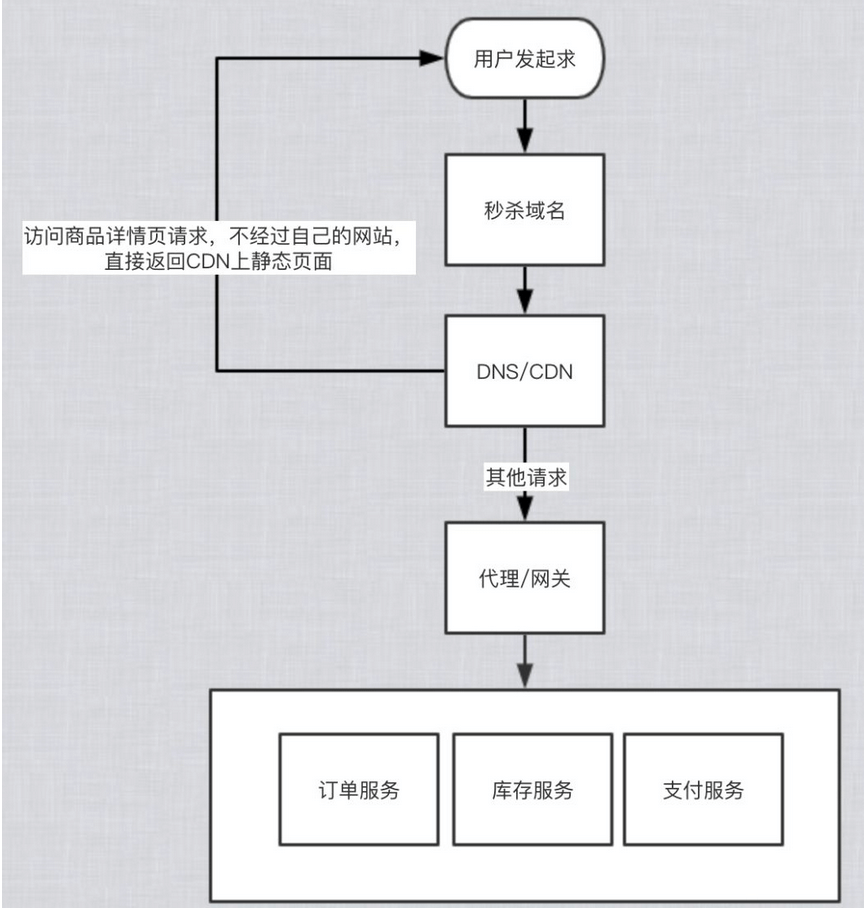 用户发起求
秒杀域名
访问商品详情页请求，不经过自己的网站，
直接返回CDN上静态页面
DNS/CDN
其他请求
代理/网关
订单服务
库存服务
支付服务